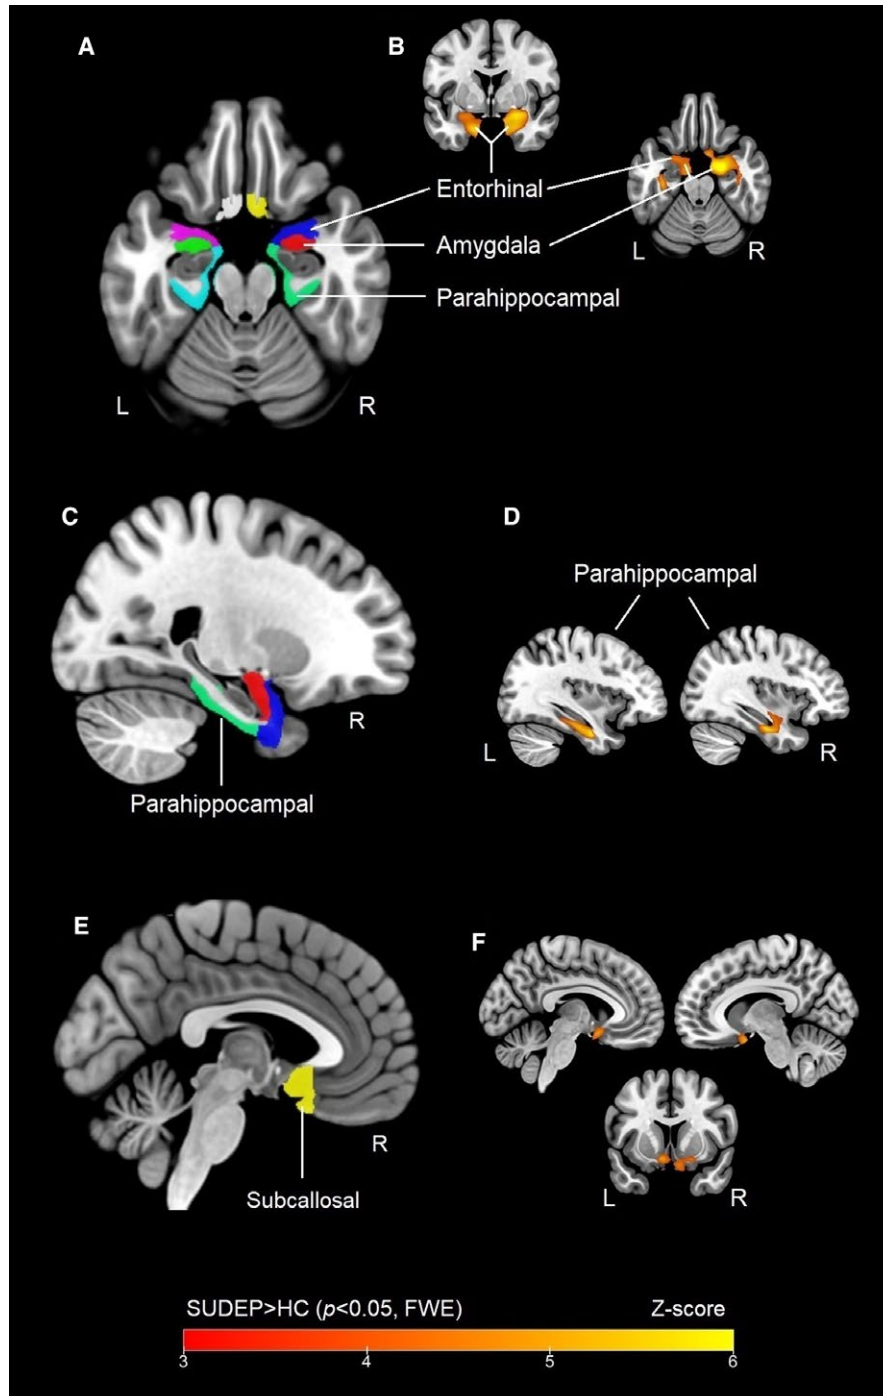 A
B
Entorhinal
Amygdala
Parahippocampal
L R
L R
C
D
Parahippocampal
R
L R
Parahippocampal
E
F
R
Subcallosal
L R
SUDEP>HC (p<0.05, FWE) Z-score
3 4 5 6